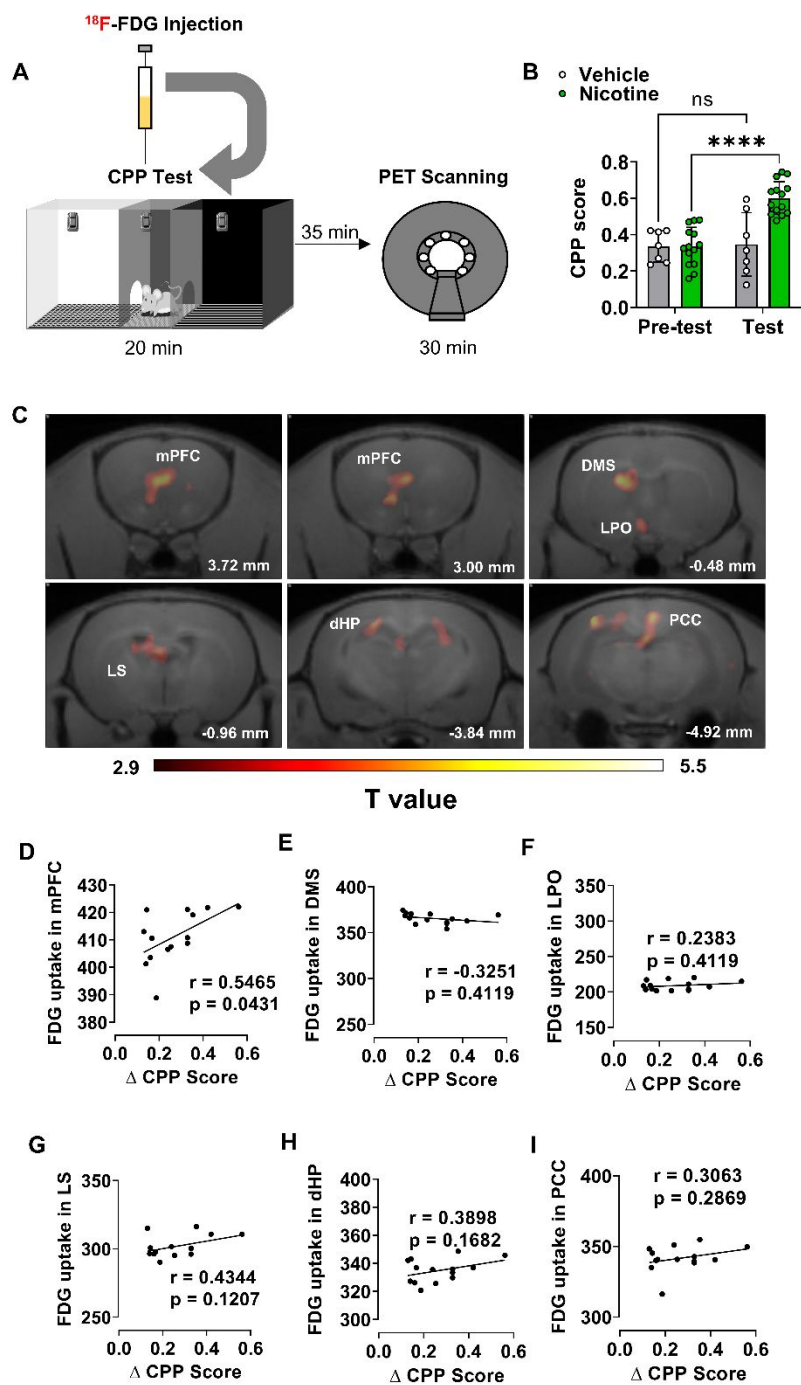 ¹⁸F-FDG Injection
A
CPP Test
PET Scanning
35 min
20 min
30 min
B
Vehicle
Nicotine
ns
****
CPP score
0.8
0.6
0.4
0.2
0.0
Pre-test
Test
C
mPFC
3.72 mm
mPFC
3.00 mm
DMS
LPO
-0.48 mm
LS
-0.96 mm
dHP
-3.84 mm
PCC
-4.92 mm
2.9
5.5
T value
D
FDG uptake in mPFC
430
420
410
400
390
380
r = 0.5465
p = 0.0431
0.0 0.2 0.4 0.6
Δ CPP Score
E
FDG uptake in DMS
400
350
300
250
r = -0.3251
p = 0.4119
0.0 0.2 0.4 0.6
Δ CPP Score
F
FDG uptake in LPO
350
300
250
200
r = 0.2383
p = 0.4119
0.0 0.2 0.4 0.6
Δ CPP Score
G
FDG uptake in LS
350
300
250
r = 0.4344
p = 0.1207
0.0 0.2 0.4 0.6
Δ CPP Score
H
FDG uptake in dHP
380
360
340
320
300
r = 0.3898
p = 0.1682
0.0 0.2 0.4 0.6
Δ CPP Score
I
FDG uptake in PCC
400
350
300
r = 0.3063
p = 0.2869
0.0 0.2 0.4 0.6
Δ CPP Score